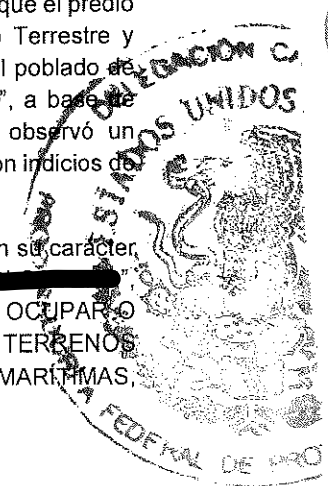 que el predio
Terrestre y
l poblado de
”, a base de
observó un
on indicios de
n su carácter
”,
OCUPAR O
TERRENOS
MARÍTIMAS,
DELEGACIÓN CA
ESTADOS UNIDOS
FEDERAL DE PRO